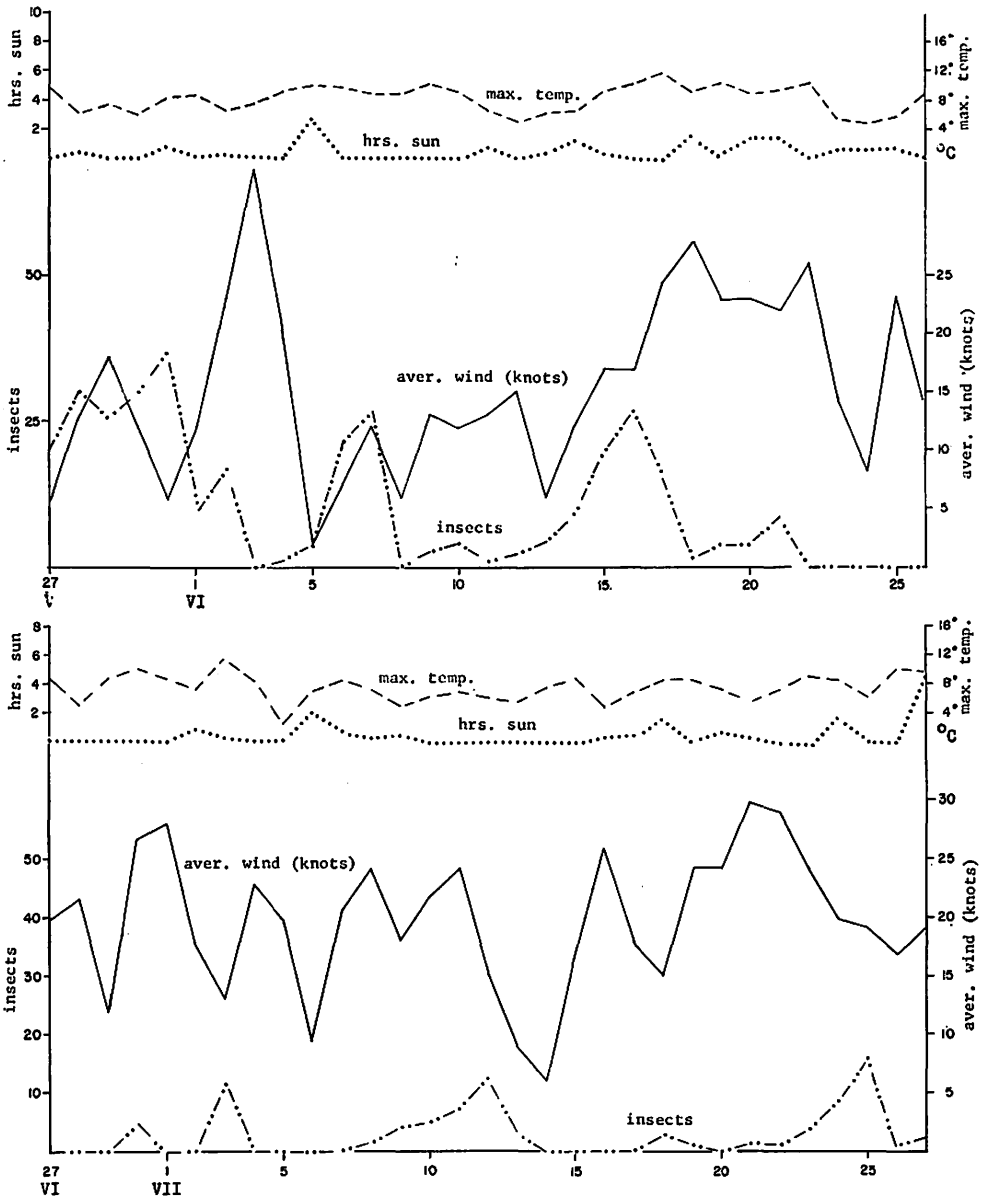 10
8
6
4
2
hrs. sun
16°
12°
8°
4°
°C
max. temp.
max. temp.
hrs. sun
50
25
insects
25
20
15
10
5
aver. wind (knots)
aver. wind (knots)
insects
27 I 5 10 15. 20 25
VI
8
6
4
2
hrs. sun
16°
12°
8°
4°
°C
max. temp.
max. temp.
hrs. sun
50
40
30
20
10
insects
30
25
20
15
10
5
aver. wind (knots)
aver. wind (knots)
insects
27 I 5 10 15 20 25
VI VII